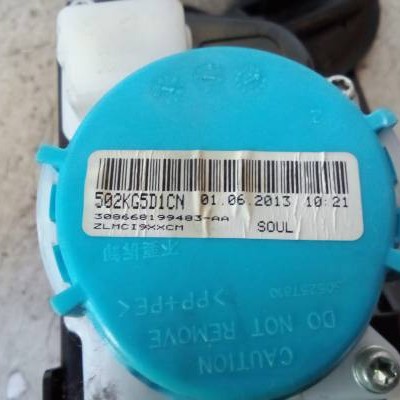 502KG5D1CN 01.06.2013 10:21
308668199483-AA
ZLMCI9XXCM SOUL
>PP+PE<
DO NOT REMOVE
CAUTION